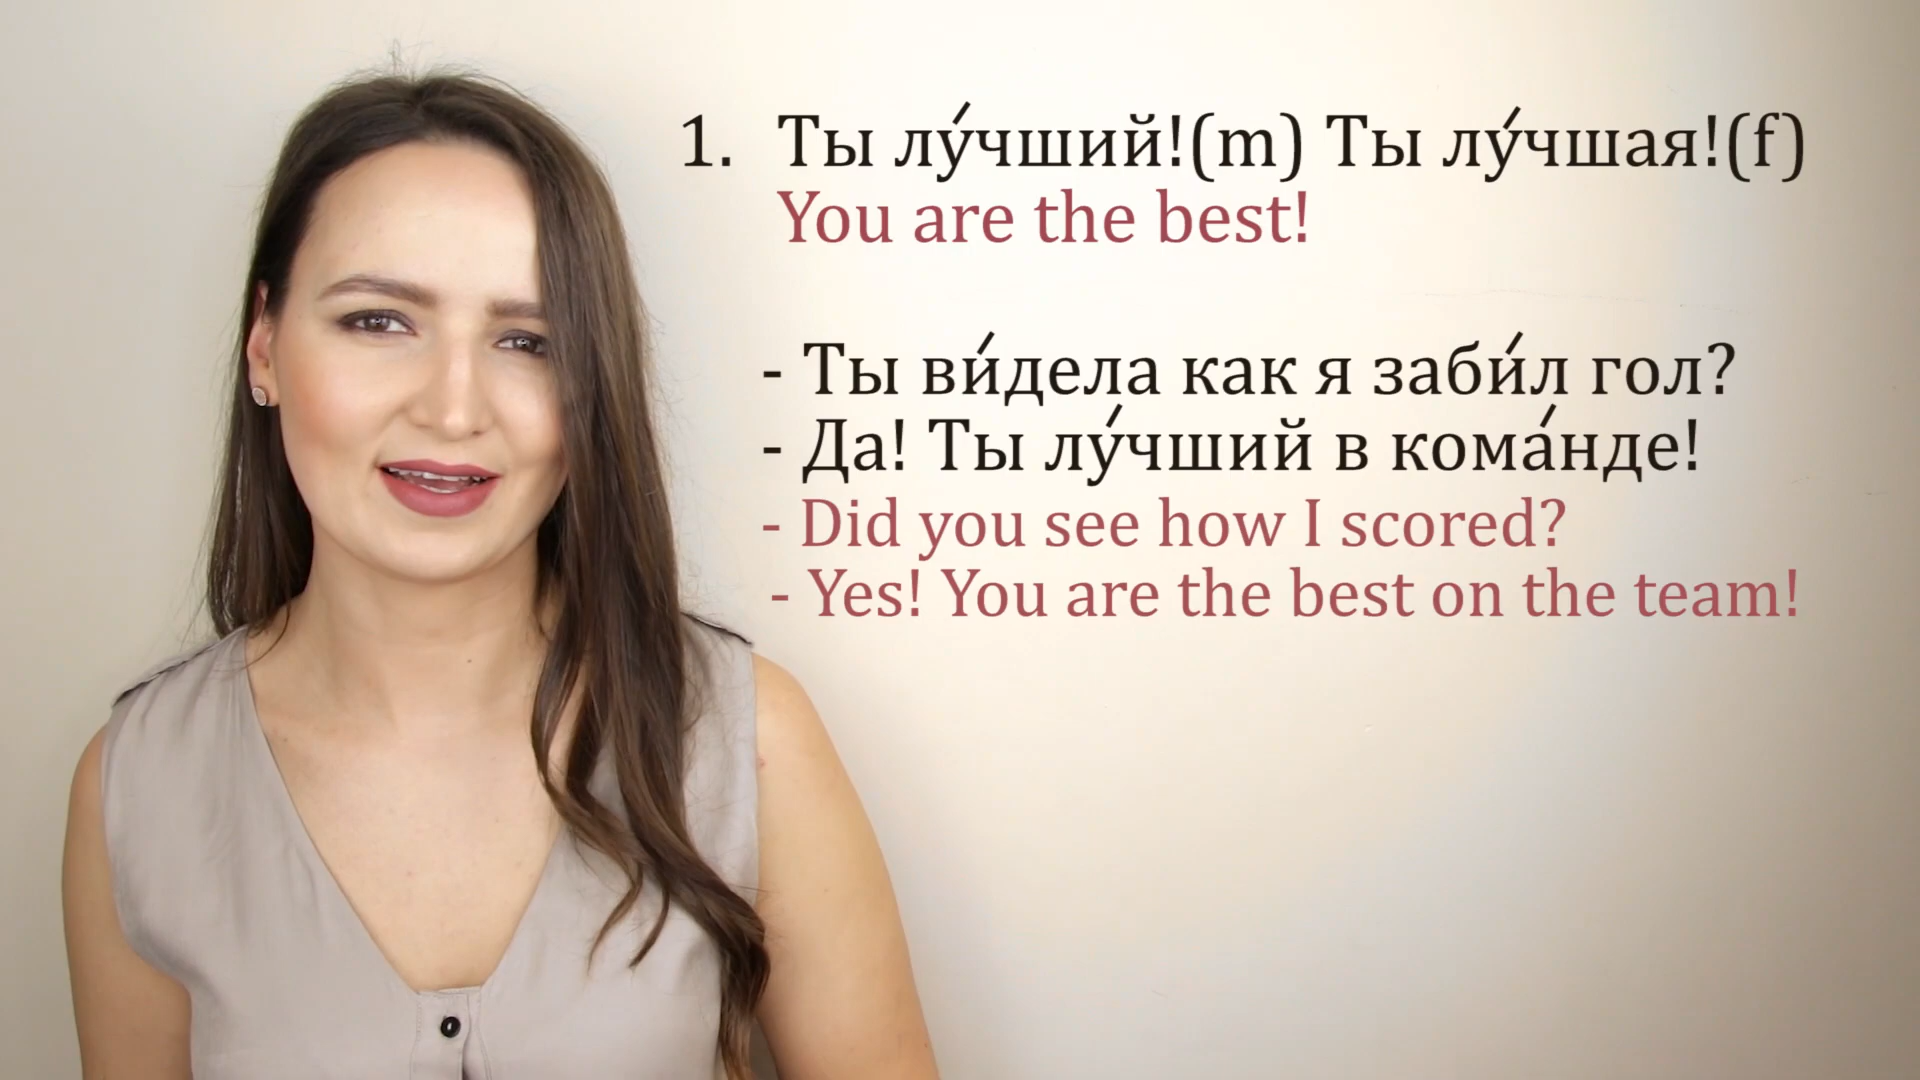 1. Ты лу́чший!(m) Ты лу́чшая!(f)
You are the best!
- Ты ви́дела как я заби́л гол?
- Да! Ты лу́чший в кома́нде!
- Did you see how I scored?
- Yes! You are the best on the team!